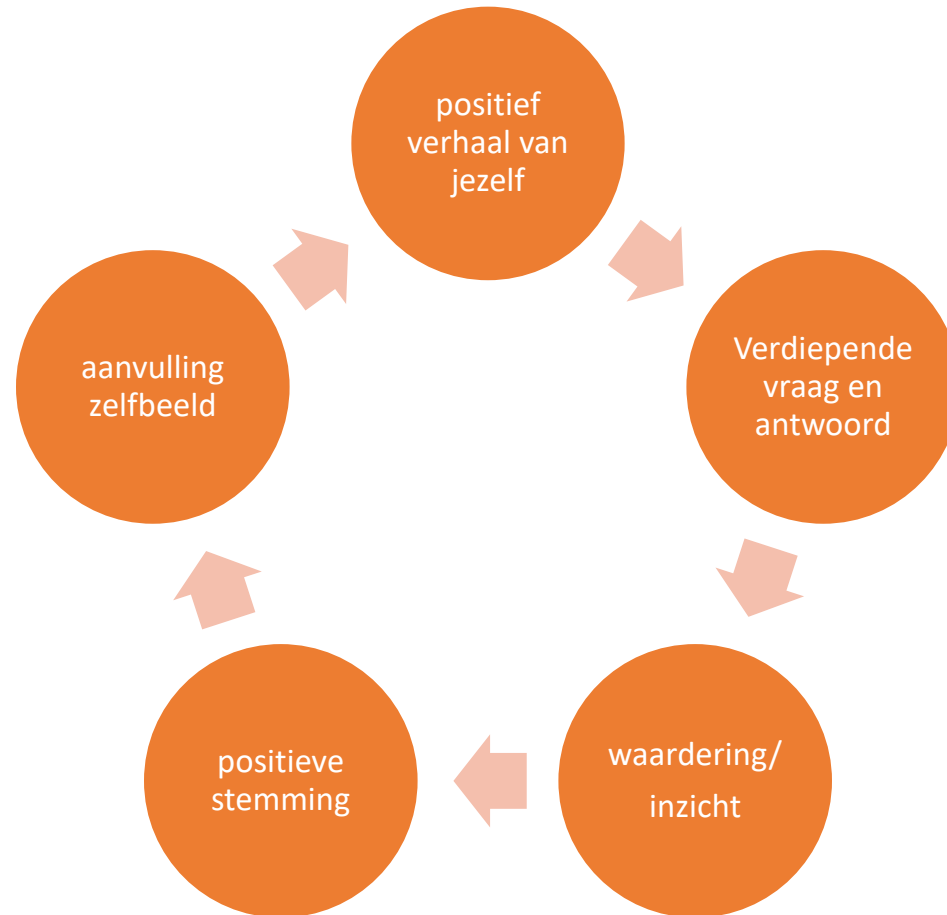 positief
verhaal van
jezelf
Verdiepende
vraag en
antwoord
waardering/
inzicht
positieve
stemming
aanvulling
zelfbeeld